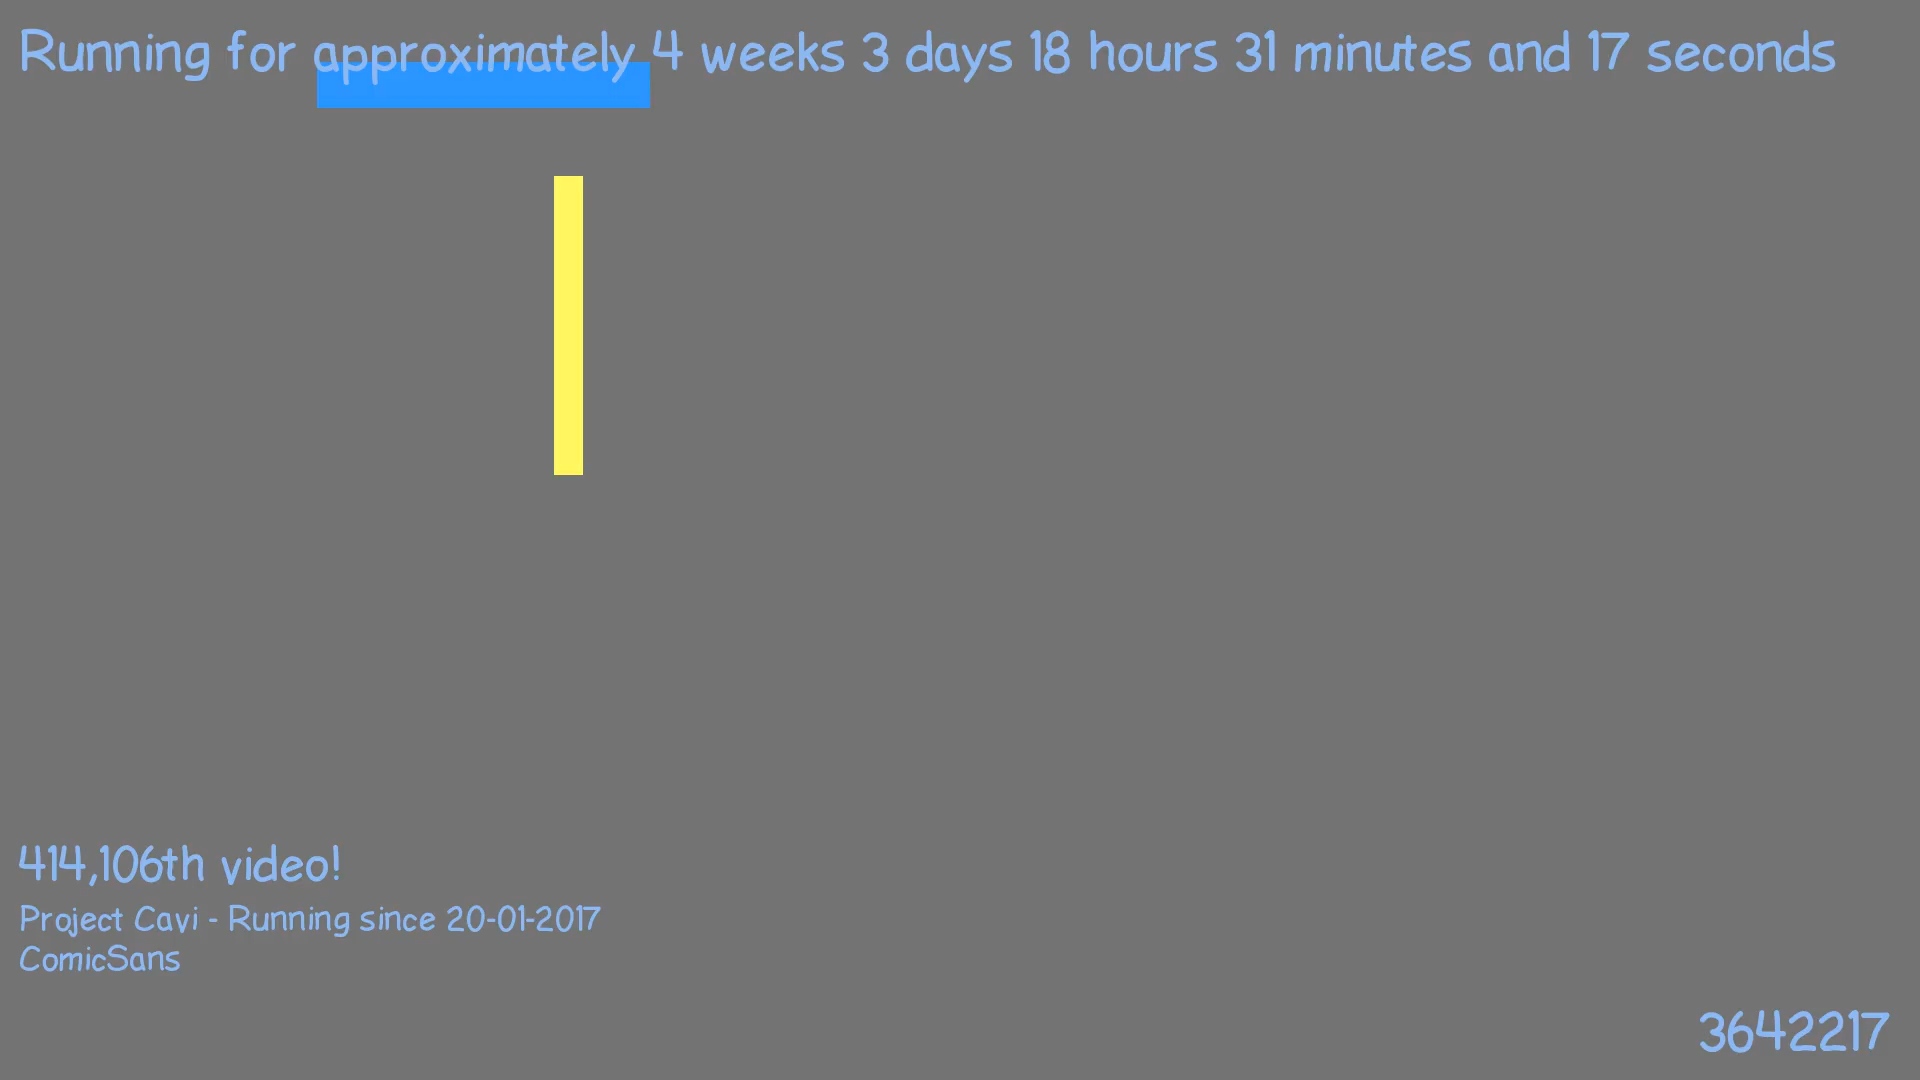 Running for approximately 4 weeks 3 days 18 hours 31 minutes and 17 seconds
414,106th video!
Project Cavi - Running since 20-01-2017
ComicSans
3642217